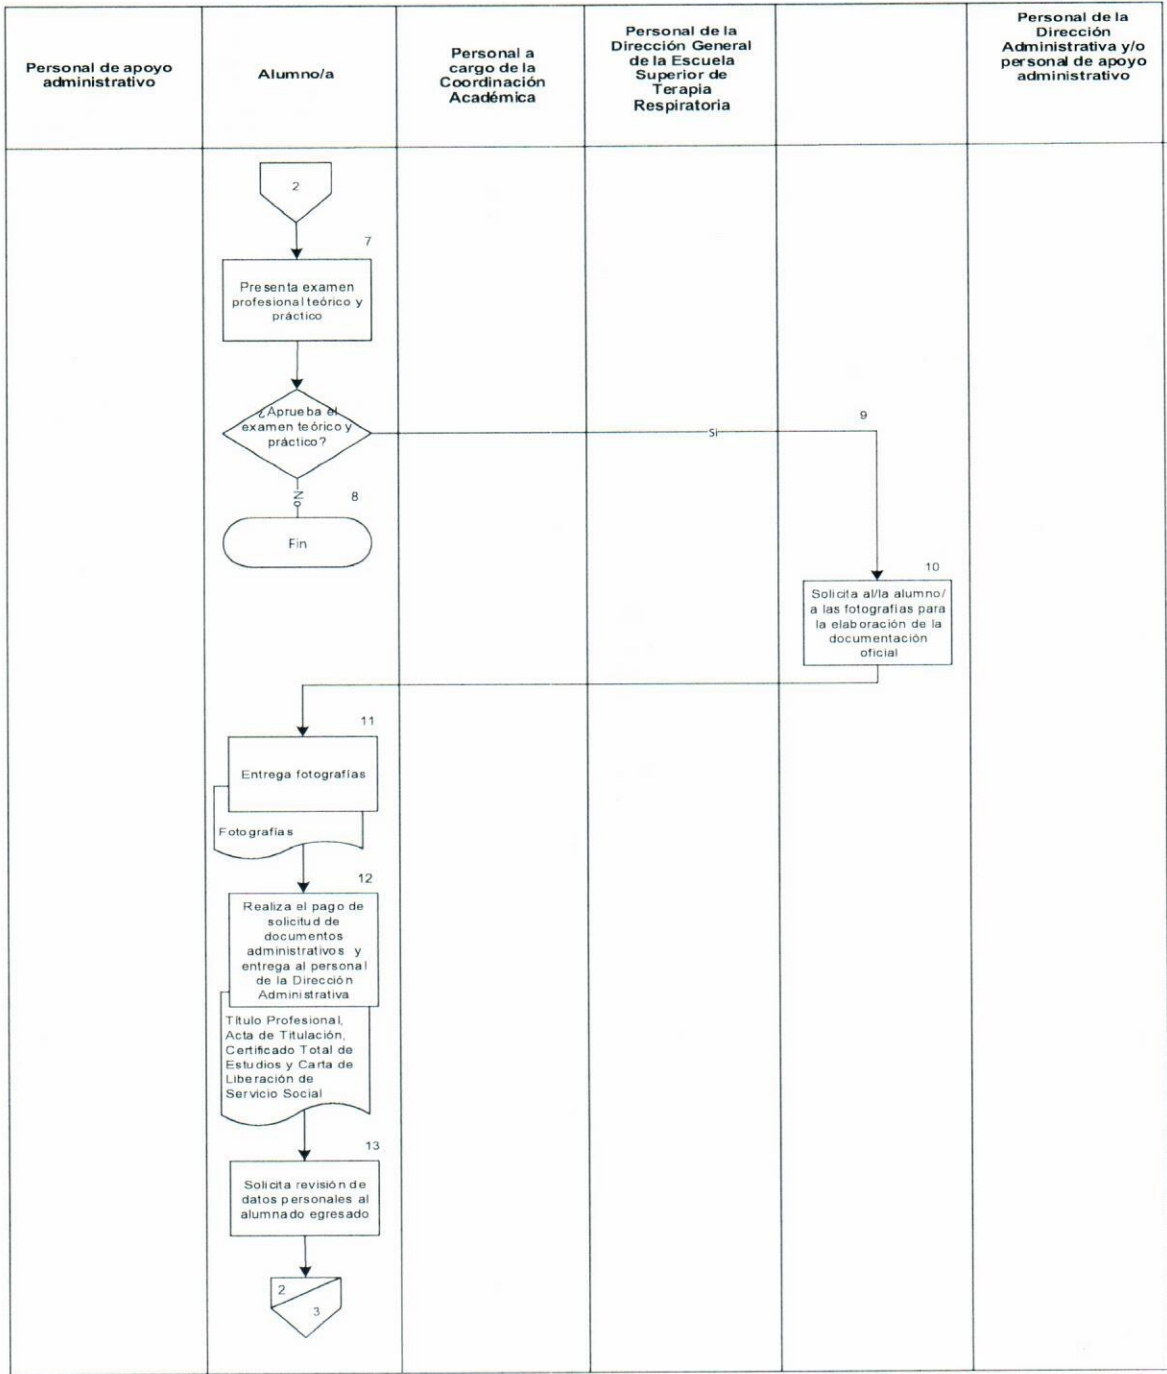 Personal de apoyo
administrativo
Alumno/a
Personal a
cargo de la
Coordinación
Académica
Personal de la
Dirección General
de la Escuela
Superior de
Terapia
Respiratoria
Personal de la
Dirección
Administrativa y/o
personal de apoyo
administrativo
2
7
Presenta examen
profesional teórico y
práctico
¿Aprueba el
examen teórico y
práctico?
Si
9
No
8
Fin
10
Solicita al/la alumno/
a las fotografías para
la elaboración de la
documentación
oficial
11
Entrega fotografías
Fotografías
12
Realiza el pago de
solicitud de
documentos
administrativos y
entrega al personal
de la Dirección
Administrativa
Título Profesional,
Acta de Titulación,
Certificado Total de
Estudios y Carta de
Liberación de
Servicio Social
13
Solicita revisión de
datos personales al
alumnado egresado
2
3